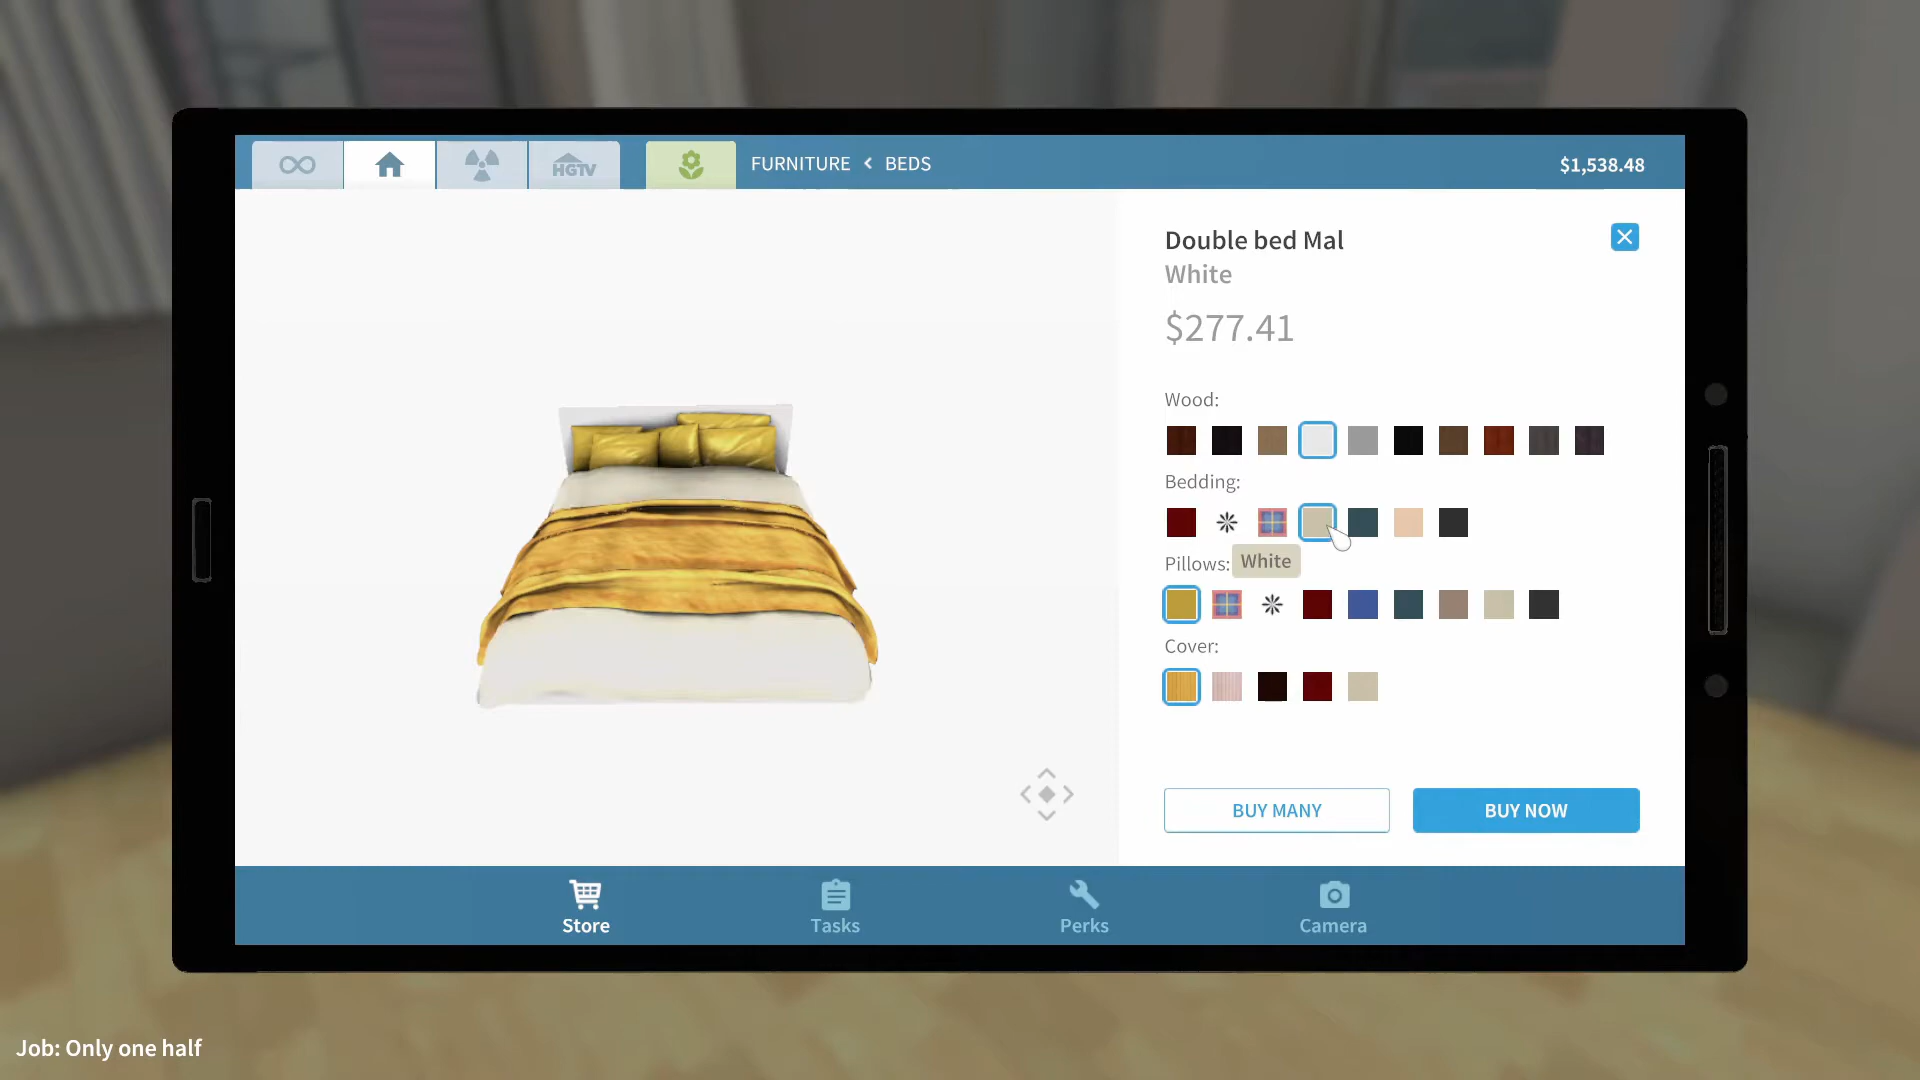 HGTV
FURNITURE < BEDS
$1,538.48
Double bed Mal
White
$277.41
Wood:
Bedding:
White
Pillows:
Cover:
BUY MANY
BUY NOW
Store
Tasks
Perks
Camera
Job: Only one half